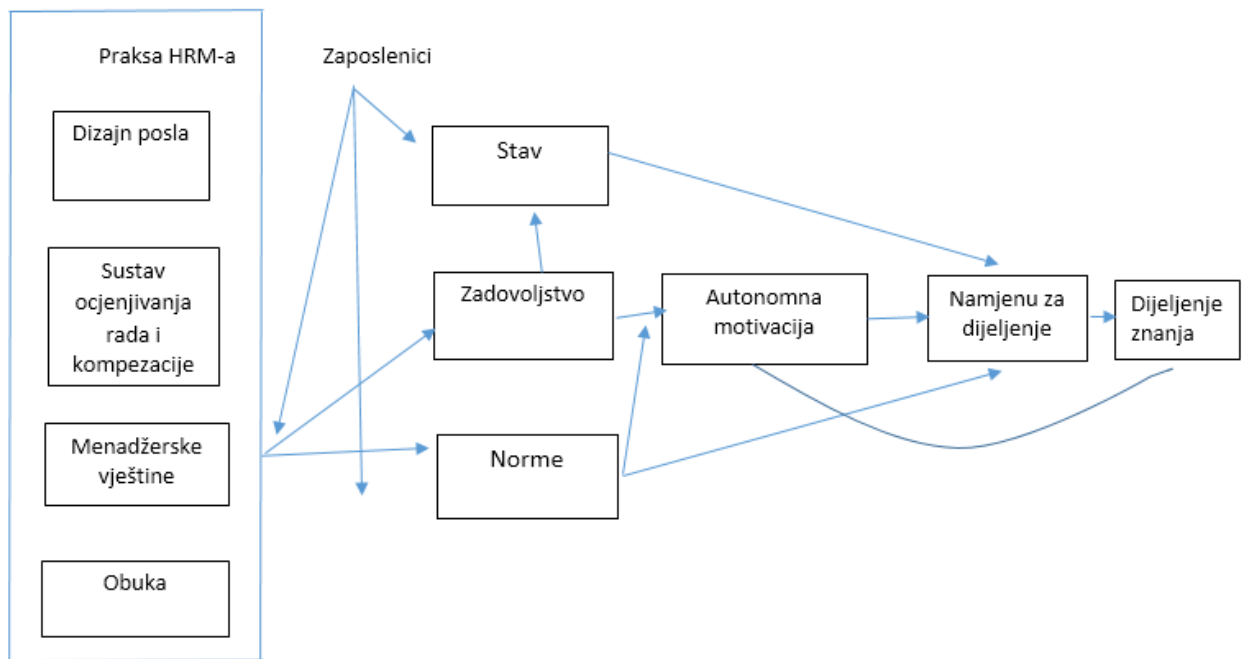 Praksa HRM-a
Zaposlenici
Dizajn posla
Sustav
ocjenjivanja
rada i
kompezacije
Menadžerske
vještine
Obuka
Stav
Zadovoljstvo
Norme
Autonomna
motivacija
Namjenu za
dijeljenje
Dijeljenje
znanja